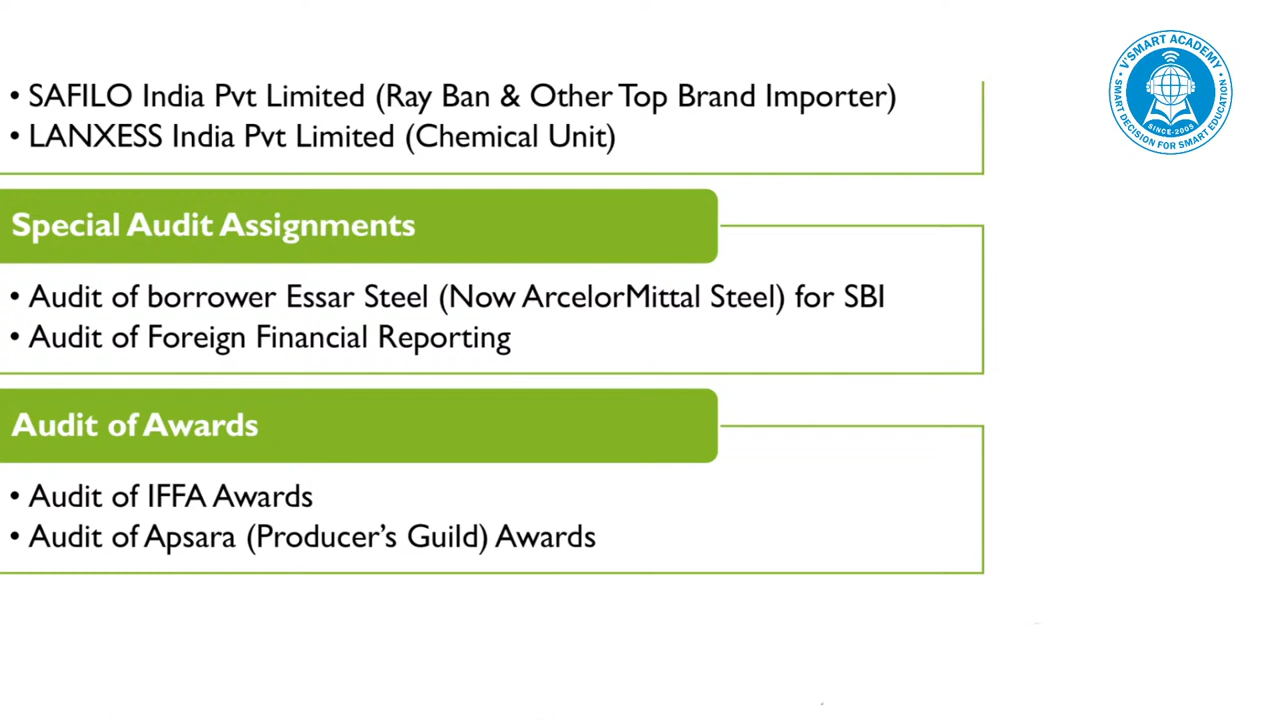 • SAFILO India Pvt Limited (Ray Ban & Other Top Brand Importer)
• LANXESS India Pvt Limited (Chemical Unit)
Special Audit Assignments
• Audit of borrower Essar Steel (Now ArcelorMittal Steel) for SBI
• Audit of Foreign Financial Reporting
Audit of Awards
• Audit of IFFA Awards
• Audit of Apsara (Producer's Guild) Awards
V'SMART ACADEMY
SINCE-2005
SMART DECISION FOR SMART EDUCATION